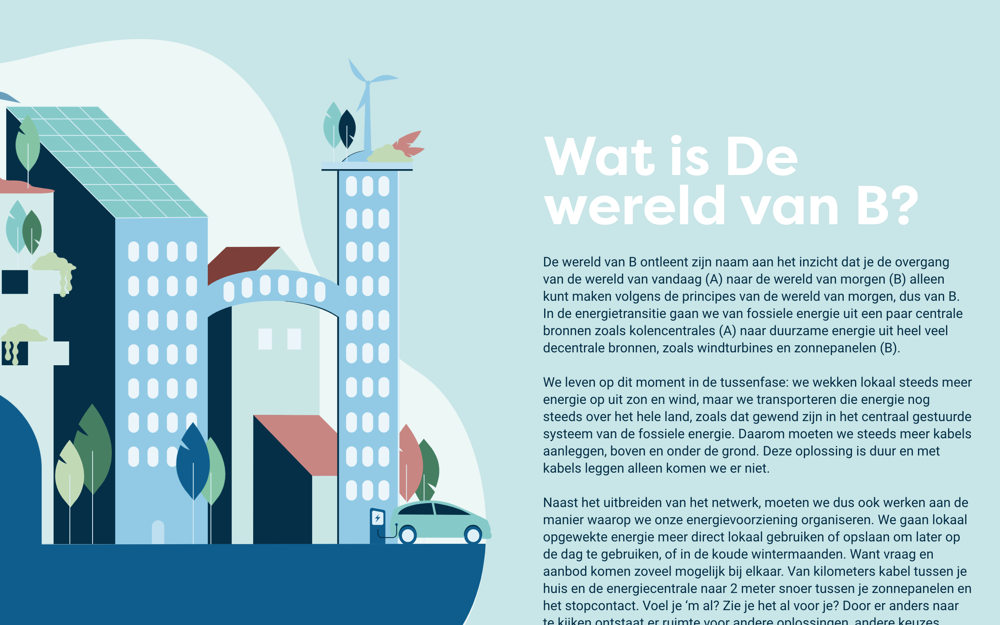 Wat is De
wereld van B?
De wereld van B ontleent zijn naam aan het inzicht dat je de overgang
van de wereld van vandaag (A) naar de wereld van morgen (B) alleen
kunt maken volgens de principes van de wereld van morgen, dus van B.
In de energietransitie gaan we van fossiele energie uit een paar centrale
bronnen zoals kolencentrales (A) naar duurzame energie uit heel veel
decentrale bronnen, zoals windturbines en zonnepanelen (B).
We leven op dit moment in de tussenfase: we wekken lokaal steeds meer
energie op uit zon en wind, maar we transporteren die energie nog
steeds over het hele land, zoals dat gewend zijn in het centraal gestuurde
systeem van de fossiele energie. Daarom moeten we steeds meer kabels
aanleggen, boven en onder de grond. Deze oplossing is duur en met
kabels leggen alleen komen we er niet.
Naast het uitbreiden van het netwerk, moeten we dus ook werken aan de
manier waarop we onze energievoorziening organiseren. We gaan lokaal
opgewekte energie meer direct lokaal gebruiken of opslaan om later op
de dag te gebruiken, of in de koude wintermaanden. Want vraag en
aanbod komen zoveel mogelijk bij elkaar. Van kilometers kabel tussen je
huis en de energiecentrale naar 2 meter snoer tussen je zonnepanelen en
het stopcontact. Voel je ‘m al? Zie je het al voor je? Door er anders naar
te kijken ontstaat er ruimte voor andere oplossingen, andere keuzes